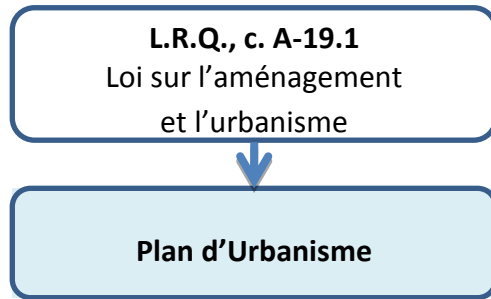 L.R.Q., c. A-19.1
Loi sur l’aménagement
et l’urbanisme
Plan d’Urbanisme